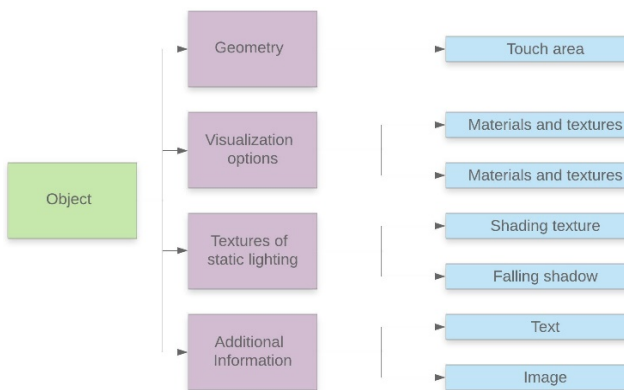 Geometry
Touch area
Visualization
options
Materials and textures
Materials and textures
Object
Textures of
static lighting
Shading texture
Falling shadow
Additional
Information
Text
Image